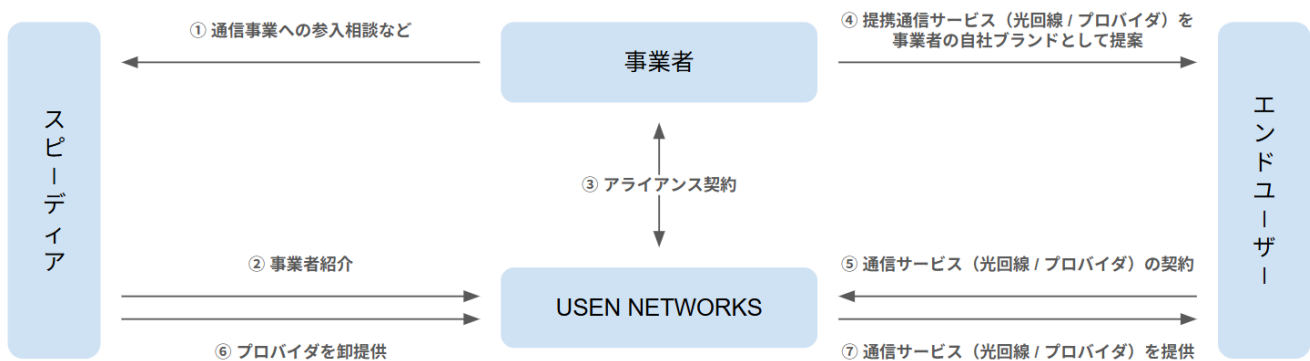 ① 通信事業への参入相談など
事業者
④ 提携通信サービス（光回線 / プロバイダ）を
事業者の自社ブランドとして提案
スピーディア
エンドユーザー
③ アライアンス契約
② 事業者紹介
USEN NETWORKS
⑤ 通信サービス（光回線 / プロバイダ）の契約
⑥ プロバイダを卸提供
⑦ 通信サービス（光回線 / プロバイダ）を提供